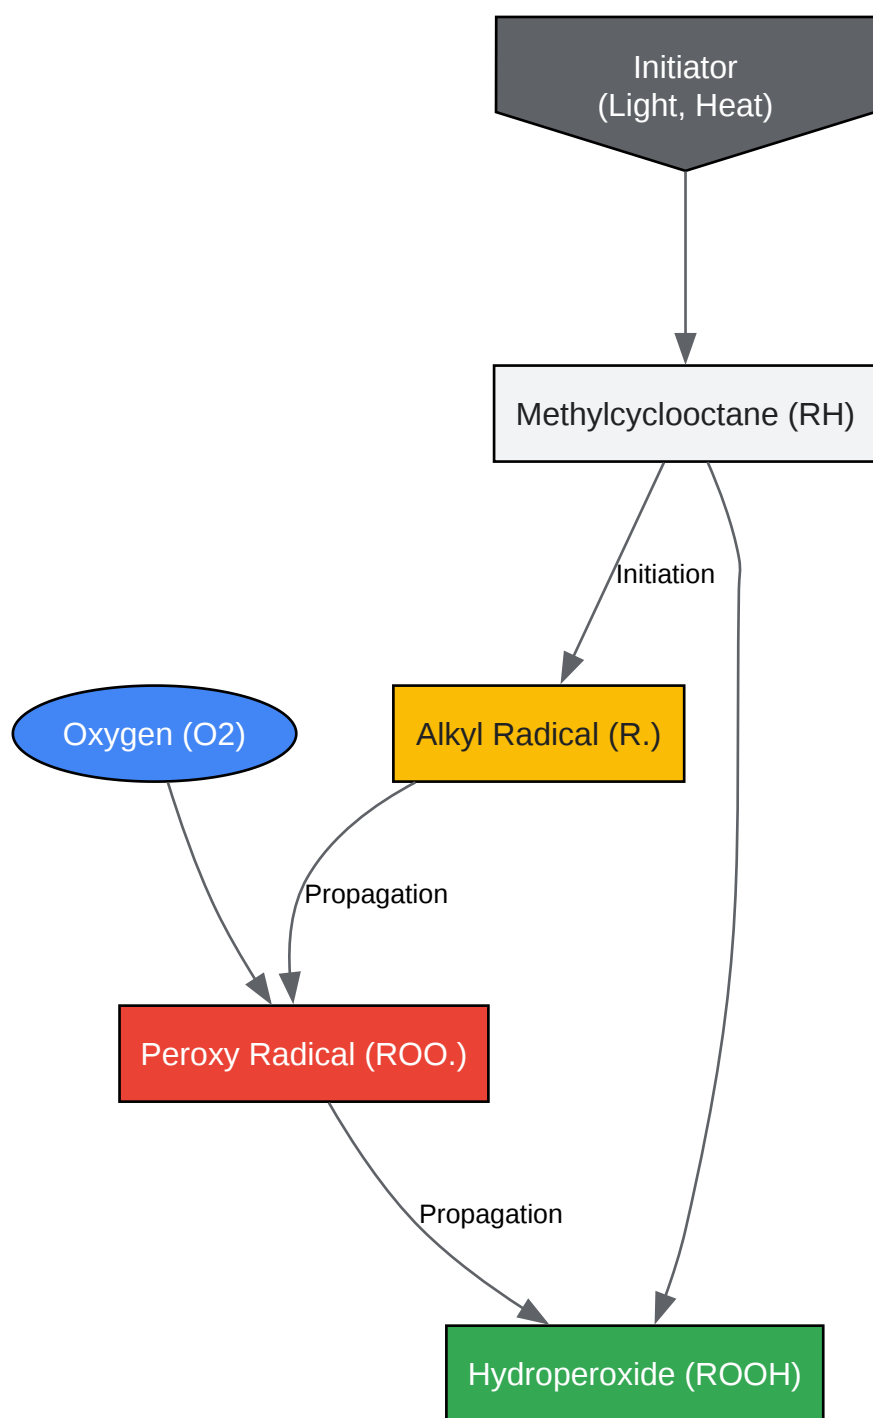 Initiator
(Light, Heat)
Methylcyclooctane (RH)
Initiation
Oxygen (O2)
Alkyl Radical (R.)
Propagation
Peroxy Radical (ROO.)
Propagation
Hydroperoxide (ROOH)